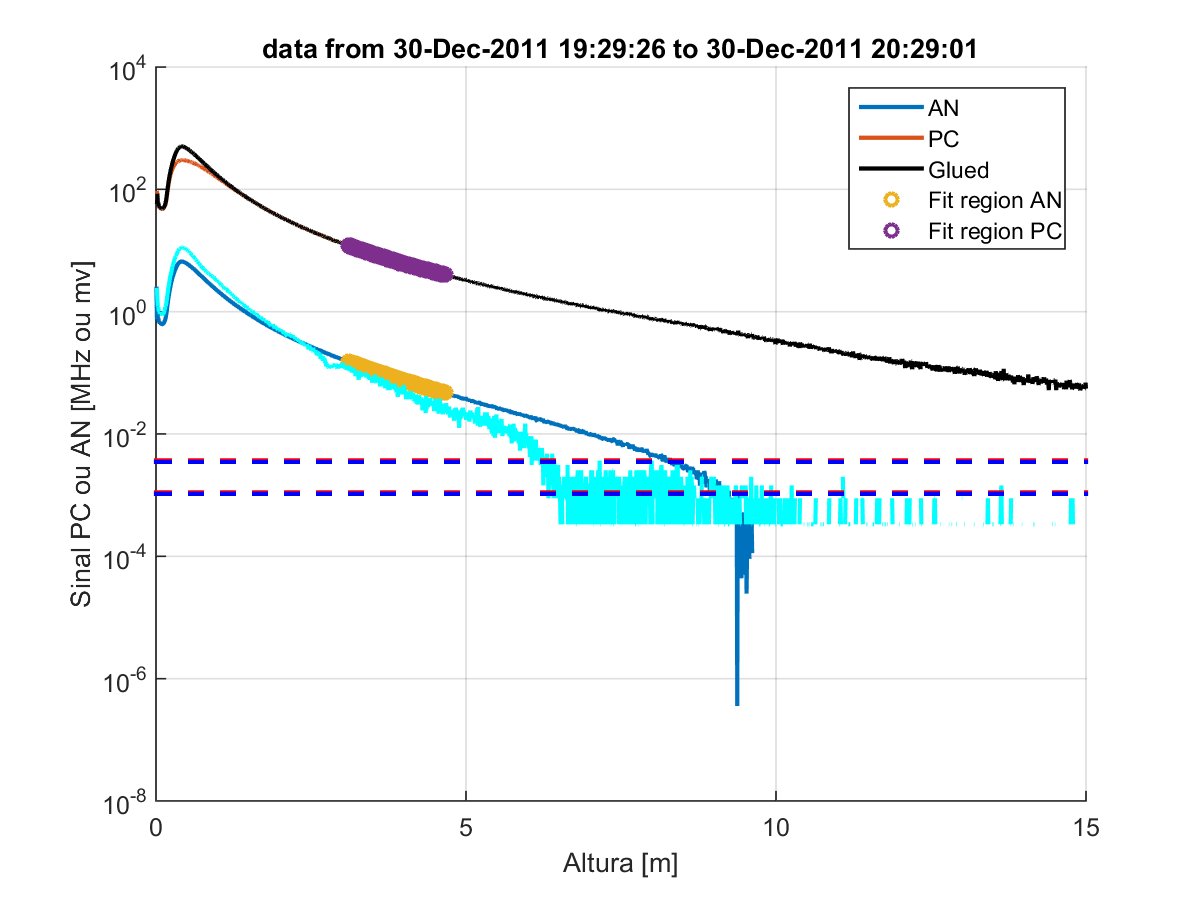 data from 30-Dec-2011 19:29:26 to 30-Dec-2011 20:29:01
AN
PC
Glued
Fit region AN
Fit region PC
Sinal PC ou AN [MHz ou mv]
10^4
10^2
10^0
10^-2
10^-4
10^-6
10^-8
0 5 10 15
Altura [m]